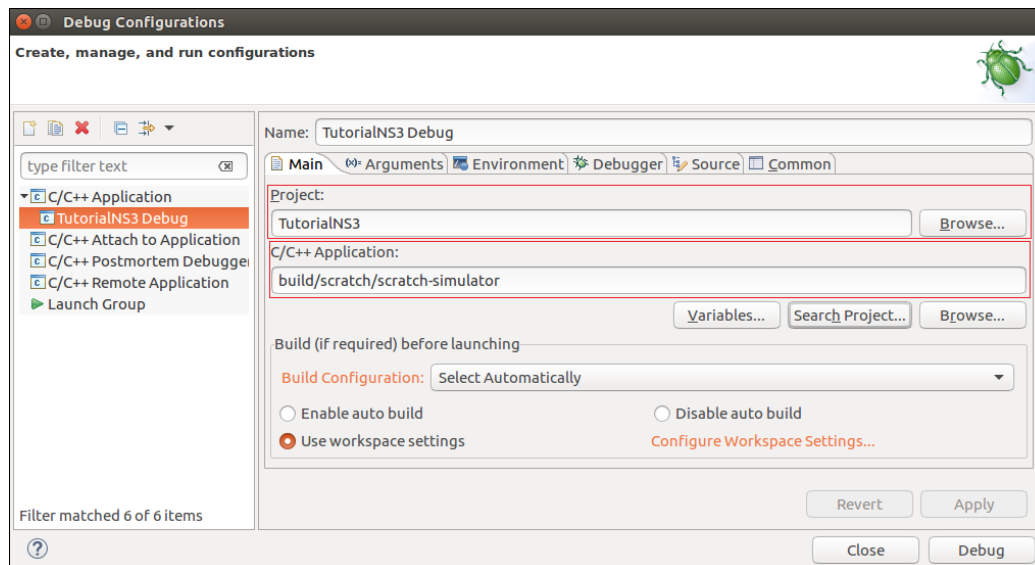 Debug Configurations
Create, manage, and run configurations
type filter text
C/C++ Application
TutorialNS3 Debug
C/C++ Attach to Application
C/C++ Postmortem Debugge
C/C++ Remote Application
Launch Group
Filter matched 6 of 6 items
Name: TutorialNS3 Debug
Main (x)= Arguments Environment Debugger Source Common
Project:
TutorialNS3 Browse...
C/C++ Application:
build/scratch/scratch-simulator
Variables... Search Project... Browse...
Build (if required) before launching
Build Configuration: Select Automatically
Enable auto build Disable auto build
Use workspace settings Configure Workspace Settings...
Revert Apply
? Close Debug